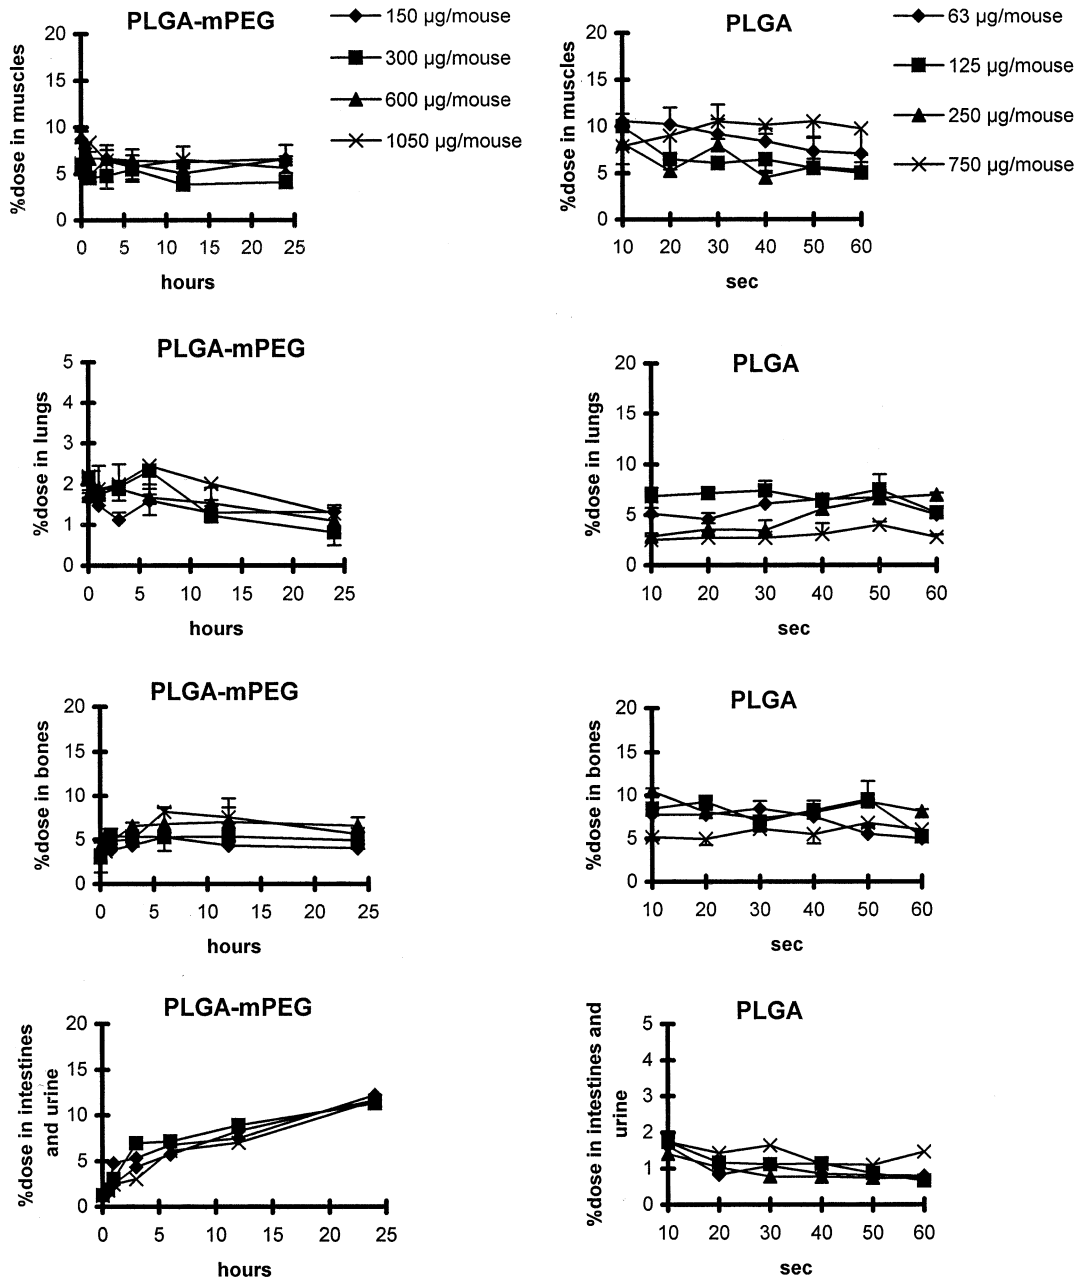 PLGA-mPEG
150 µg/mouse
300 µg/mouse
600 µg/mouse
1050 µg/mouse
%dose in muscles
20
15
10
5
0
0 5 10 15 20 25
hours
PLGA
63 µg/mouse
125 µg/mouse
250 µg/mouse
750 µg/mouse
%dose in muscles
20
15
10
5
0
10 20 30 40 50 60
sec
PLGA-mPEG
%dose in lungs
5
4
3
2
1
0
0 5 10 15 20 25
hours
PLGA
%dose in lungs
20
15
10
5
0
10 20 30 40 50 60
sec
PLGA-mPEG
%dose in bones
20
15
10
5
0
0 5 10 15 20 25
hours
PLGA
%dose in bones
20
15
10
5
0
10 20 30 40 50 60
sec
PLGA-mPEG
%dose in intestines
and urine
20
15
10
5
0
0 5 10 15 20 25
hours
PLGA
%dose in intestines and
urine
5
4
3
2
1
0
10 20 30 40 50 60
sec